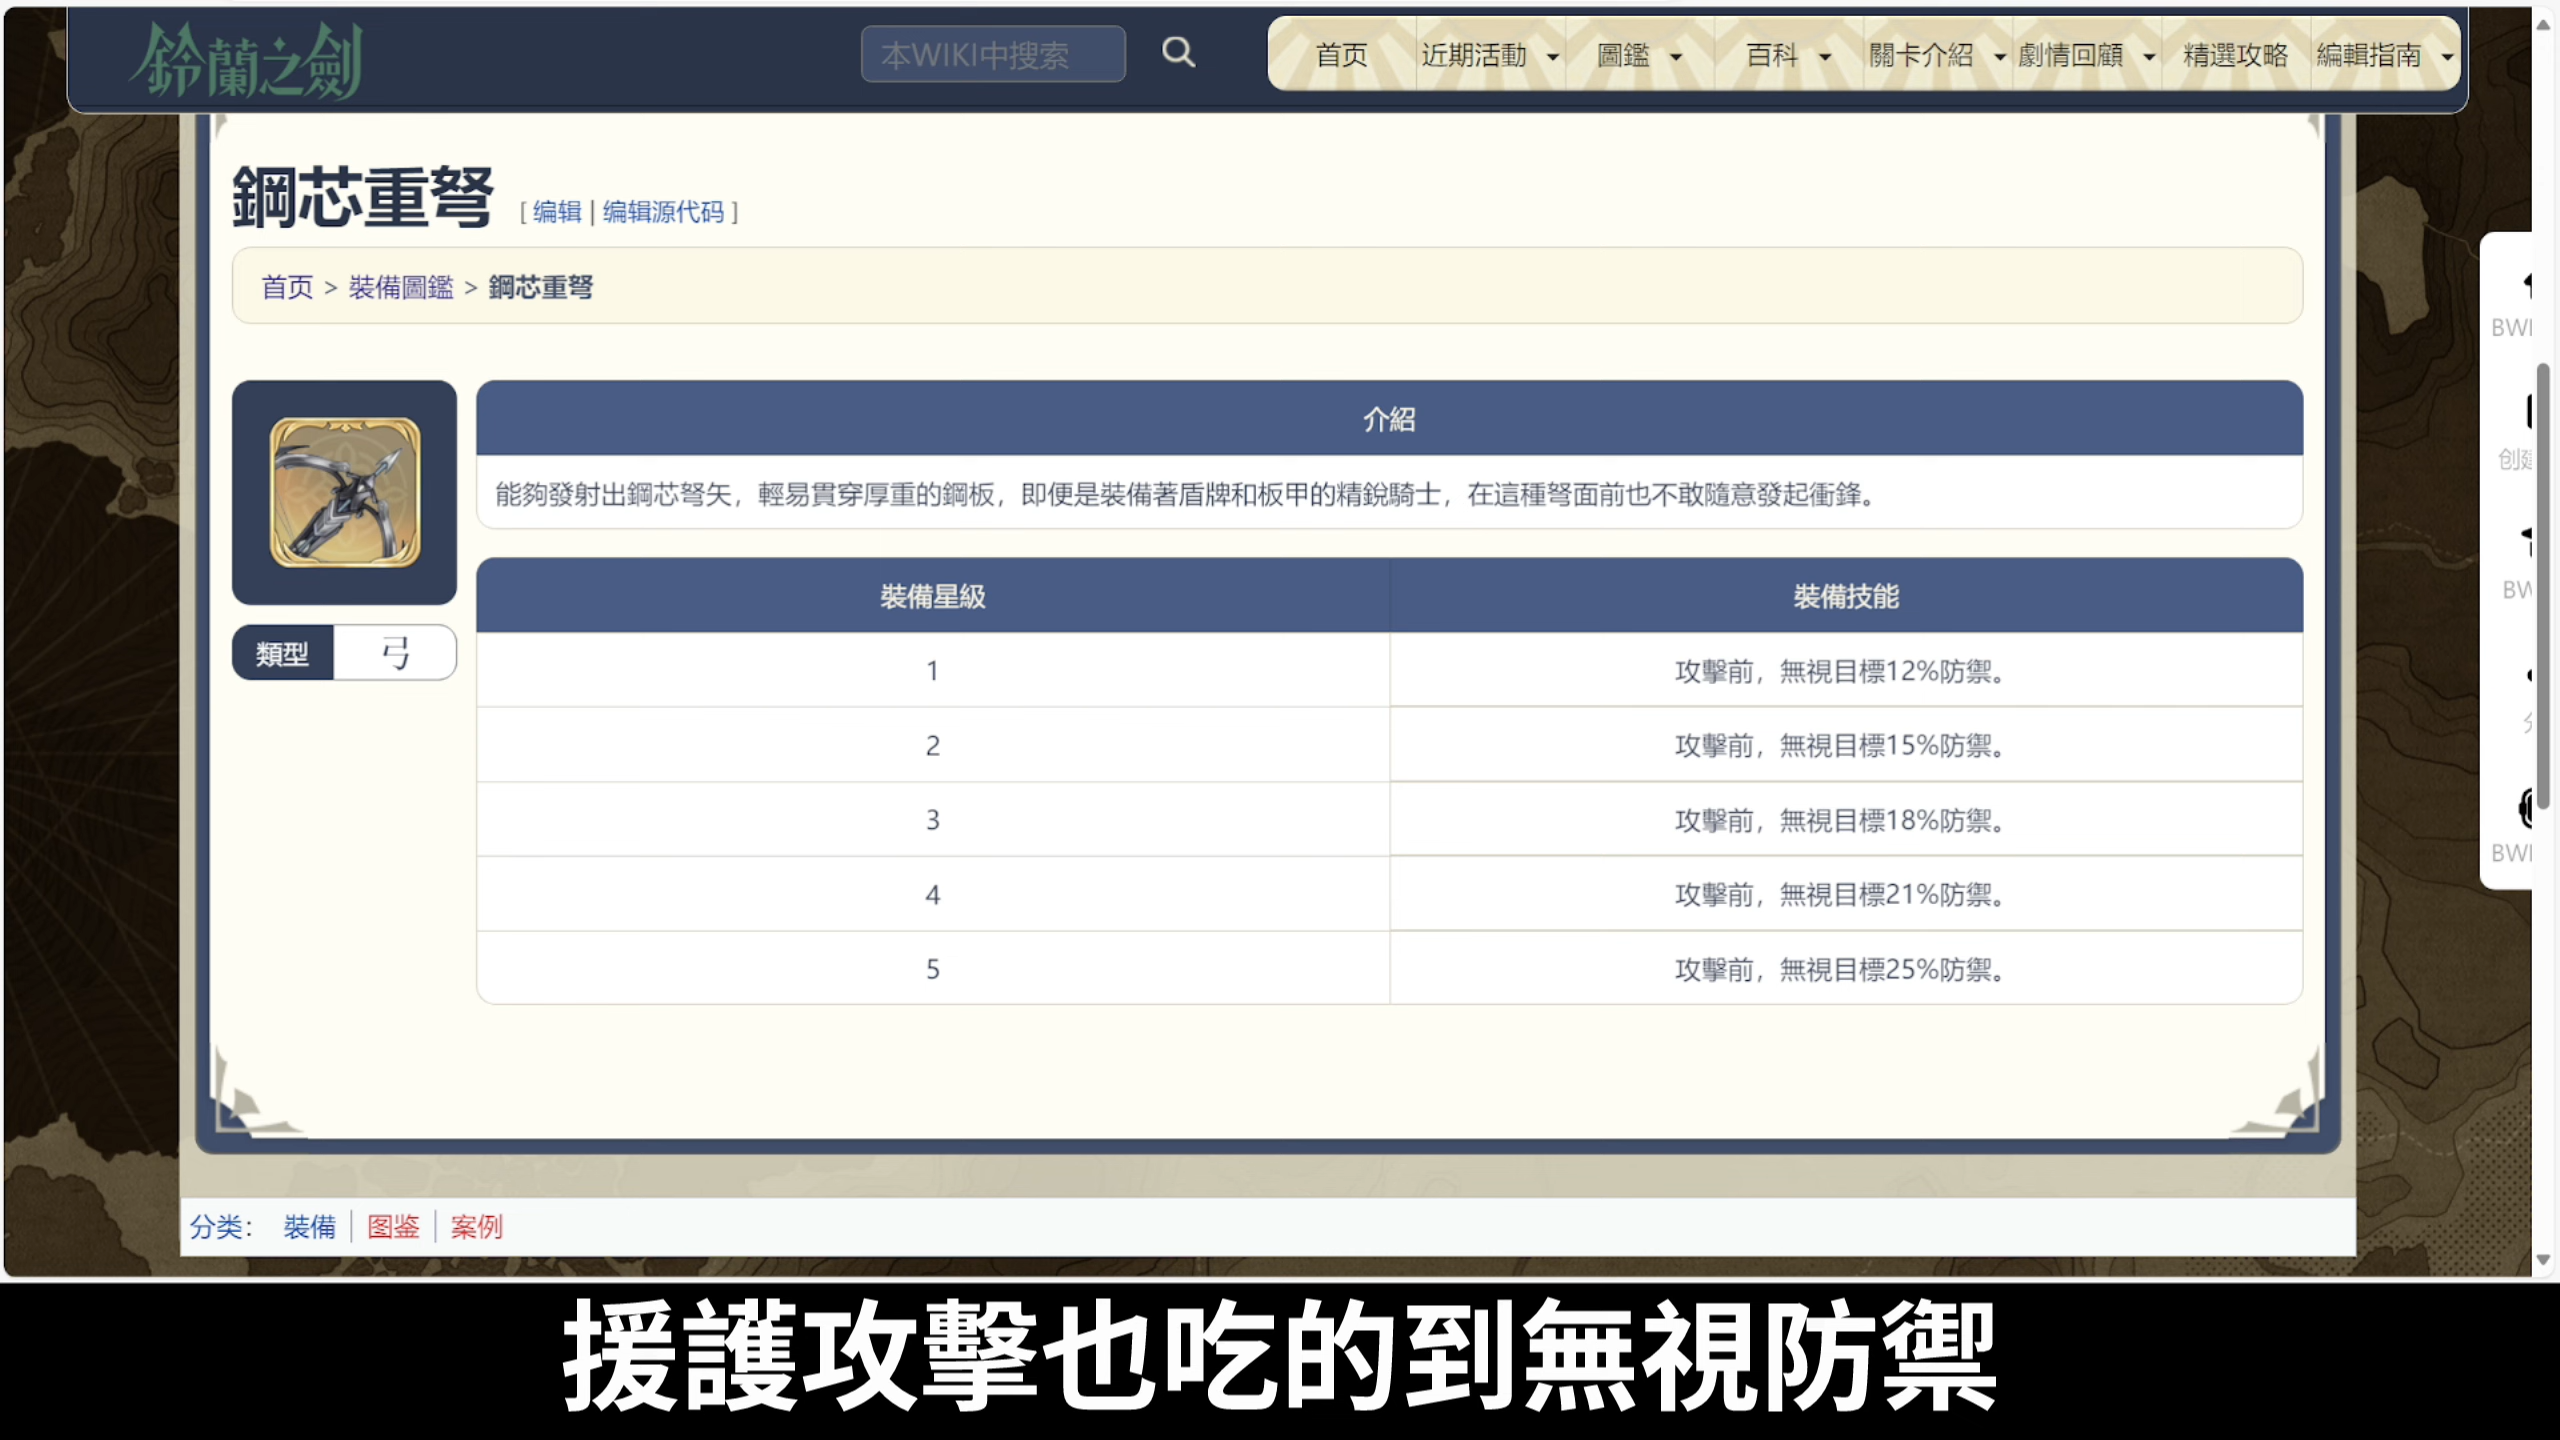 鈴蘭之劍
本WIKI中搜索
首页 近期活動 圖鑑 百科 關卡介紹 劇情回顧 精選攻略 編輯指南
鋼芯重弩 [ 编辑 | 编辑源代码 ]
首页 > 裝備圖鑑 > 鋼芯重弩
介紹
能夠發射出鋼芯弩矢，輕易貫穿厚重的鋼板，即便是裝備著盾牌和板甲的精銳騎士，在這種弩面前也不敢隨意發起衝鋒。
類型 弓
裝備星級 裝備技能
1 攻擊前，無視目標12%防禦。
2 攻擊前，無視目標15%防禦。
3 攻擊前，無視目標18%防禦。
4 攻擊前，無視目標21%防禦。
5 攻擊前，無視目標25%防禦。
BWI
创建
BW
BWI
分类： 裝備 | 图鉴 | 案例
援護攻擊也吃的到無視防禦